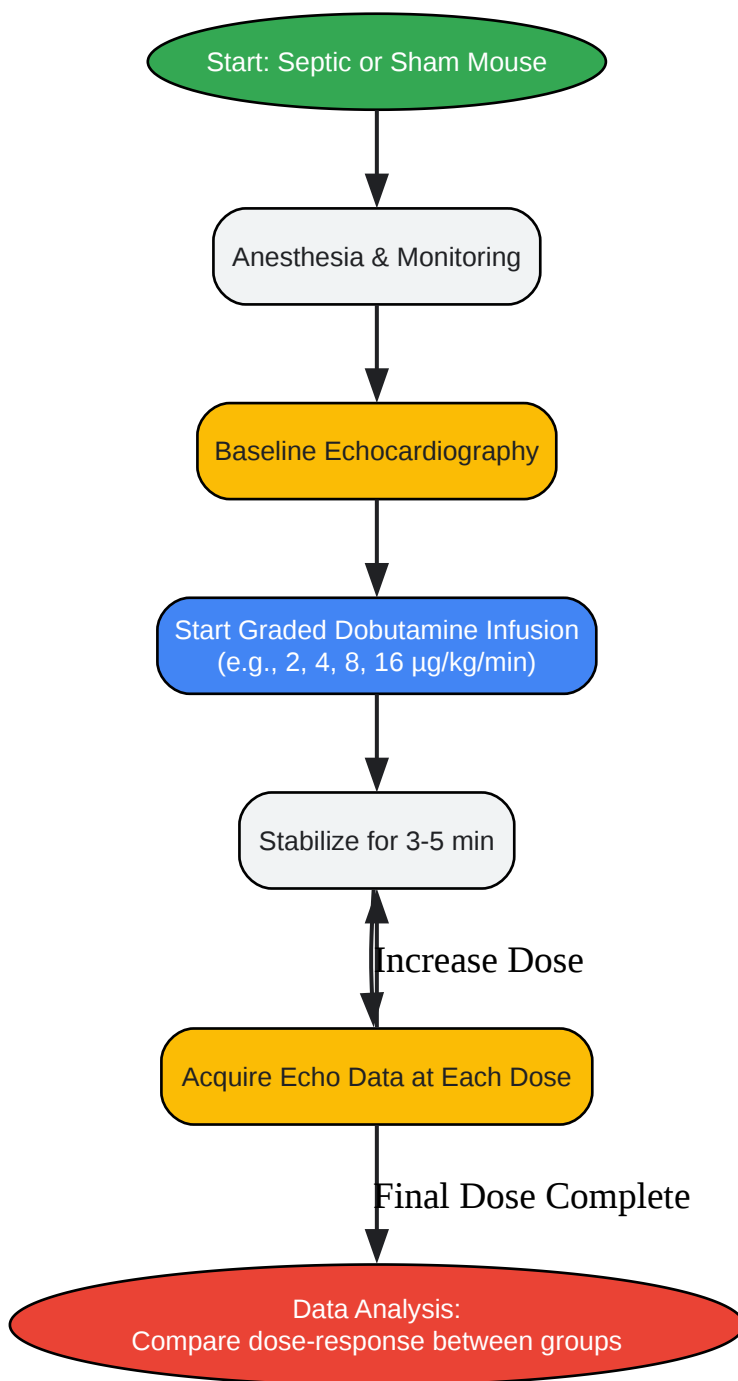 Start: Septic or Sham Mouse
Anesthesia & Monitoring
Baseline Echocardiography
Start Graded Dobutamine Infusion
(e.g., 2, 4, 8, 16 µg/kg/min)
Stabilize for 3-5 min
Increase Dose
Acquire Echo Data at Each Dose
Final Dose Complete
Data Analysis:
Compare dose-response between groups